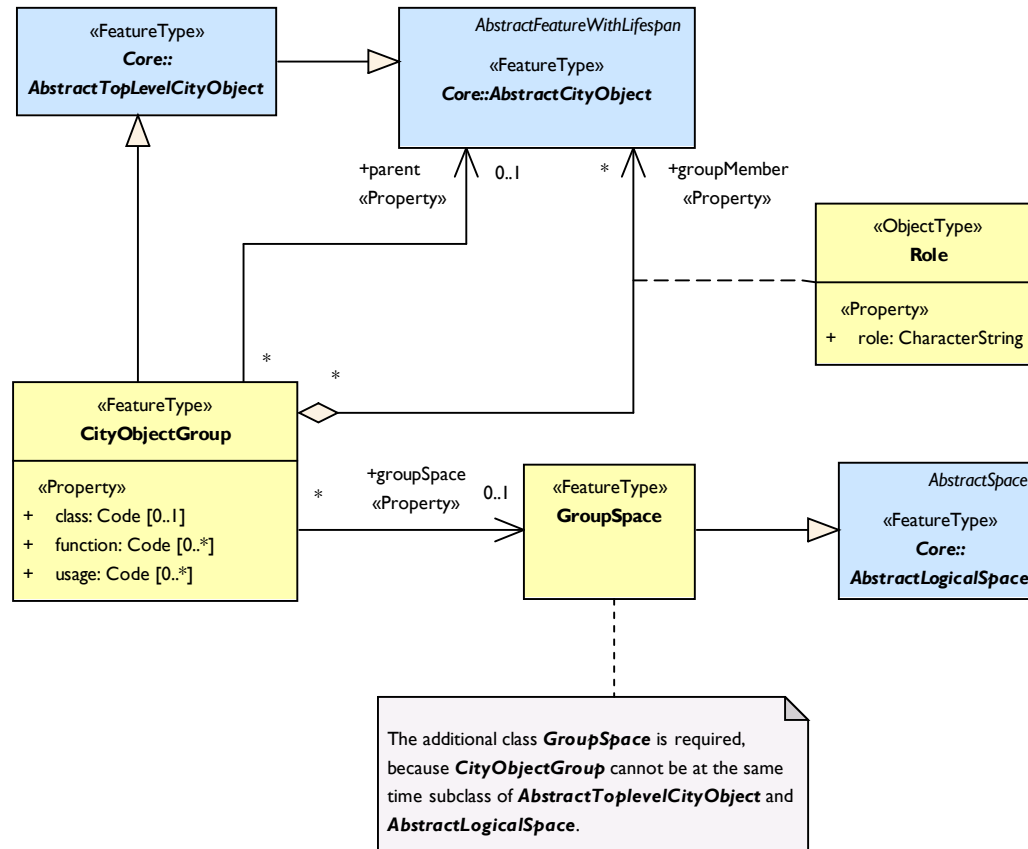 «FeatureType»
Core::
AbstractTopLevelCityObject
AbstractFeatureWithLifespan
«FeatureType»
Core::AbstractCityObject
+parent
0..1
«Property»
*
+groupMember
«Property»
«ObjectType»
Role
«Property»
+ role: CharacterString
*
*
«FeatureType»
CityObjectGroup
«Property»
+ class: Code [0..1]
+ function: Code [0..*]
+ usage: Code [0..*]
*
+groupSpace
«Property»
0..1
«FeatureType»
GroupSpace
AbstractSpace
«FeatureType»
Core::
AbstractLogicalSpace
The additional class GroupSpace is required,
because CityObjectGroup cannot be at the same
time subclass of AbstractToplevelCityObject and
AbstractLogicalSpace.